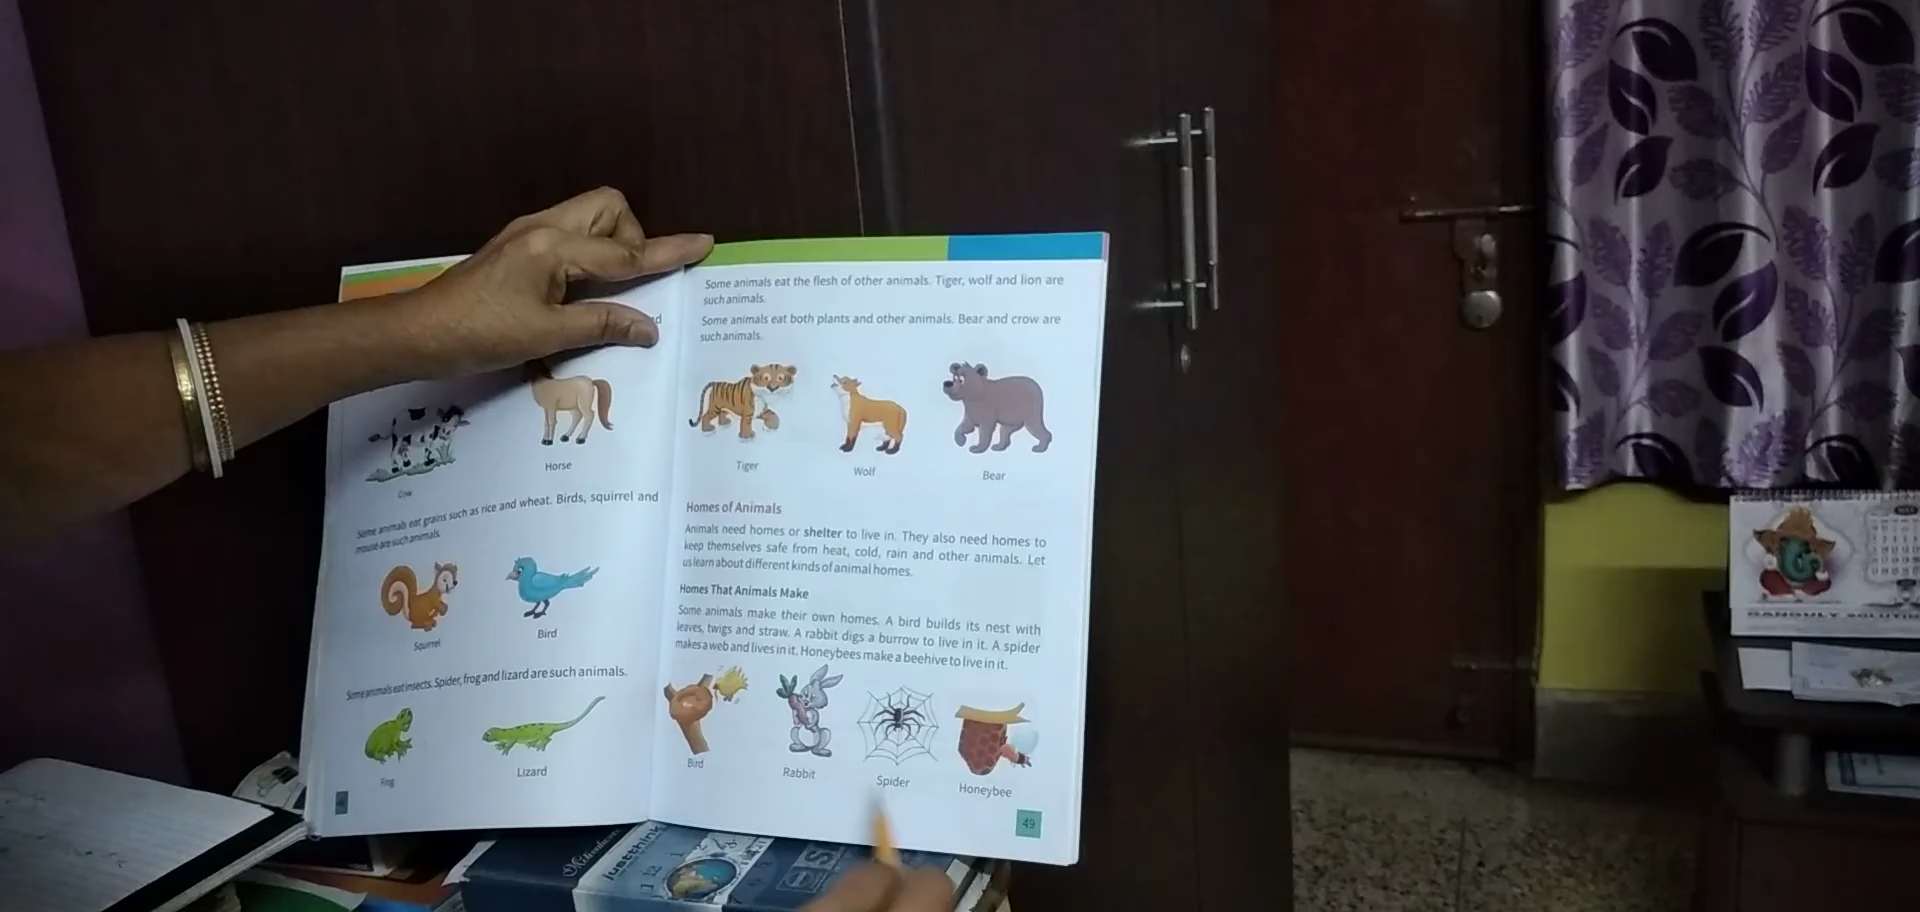 Cow
Horse
Some animals eat grains such as rice and wheat. Birds, squirrel and
mouse are such animals.
Squirrel
Bird
Some animals eat insects. Spider, frog and lizard are such animals.
Frog
Lizard
Some animals eat the flesh of other animals. Tiger, wolf and lion are
such animals.
Some animals eat both plants and other animals. Bear and crow are
such animals.
Tiger
Wolf
Bear
Homes of Animals
Animals need homes or shelter to live in. They also need homes to
keep themselves safe from heat, cold, rain and other animals. Let
us learn about different kinds of animal homes.
Homes That Animals Make
Some animals make their own homes. A bird builds its nest with
leaves, twigs and straw. A rabbit digs a burrow to live in it. A spider
makes a web and lives in it. Honeybees make a beehive to live in it.
Bird
Rabbit
Spider
Honeybee
49
justthink